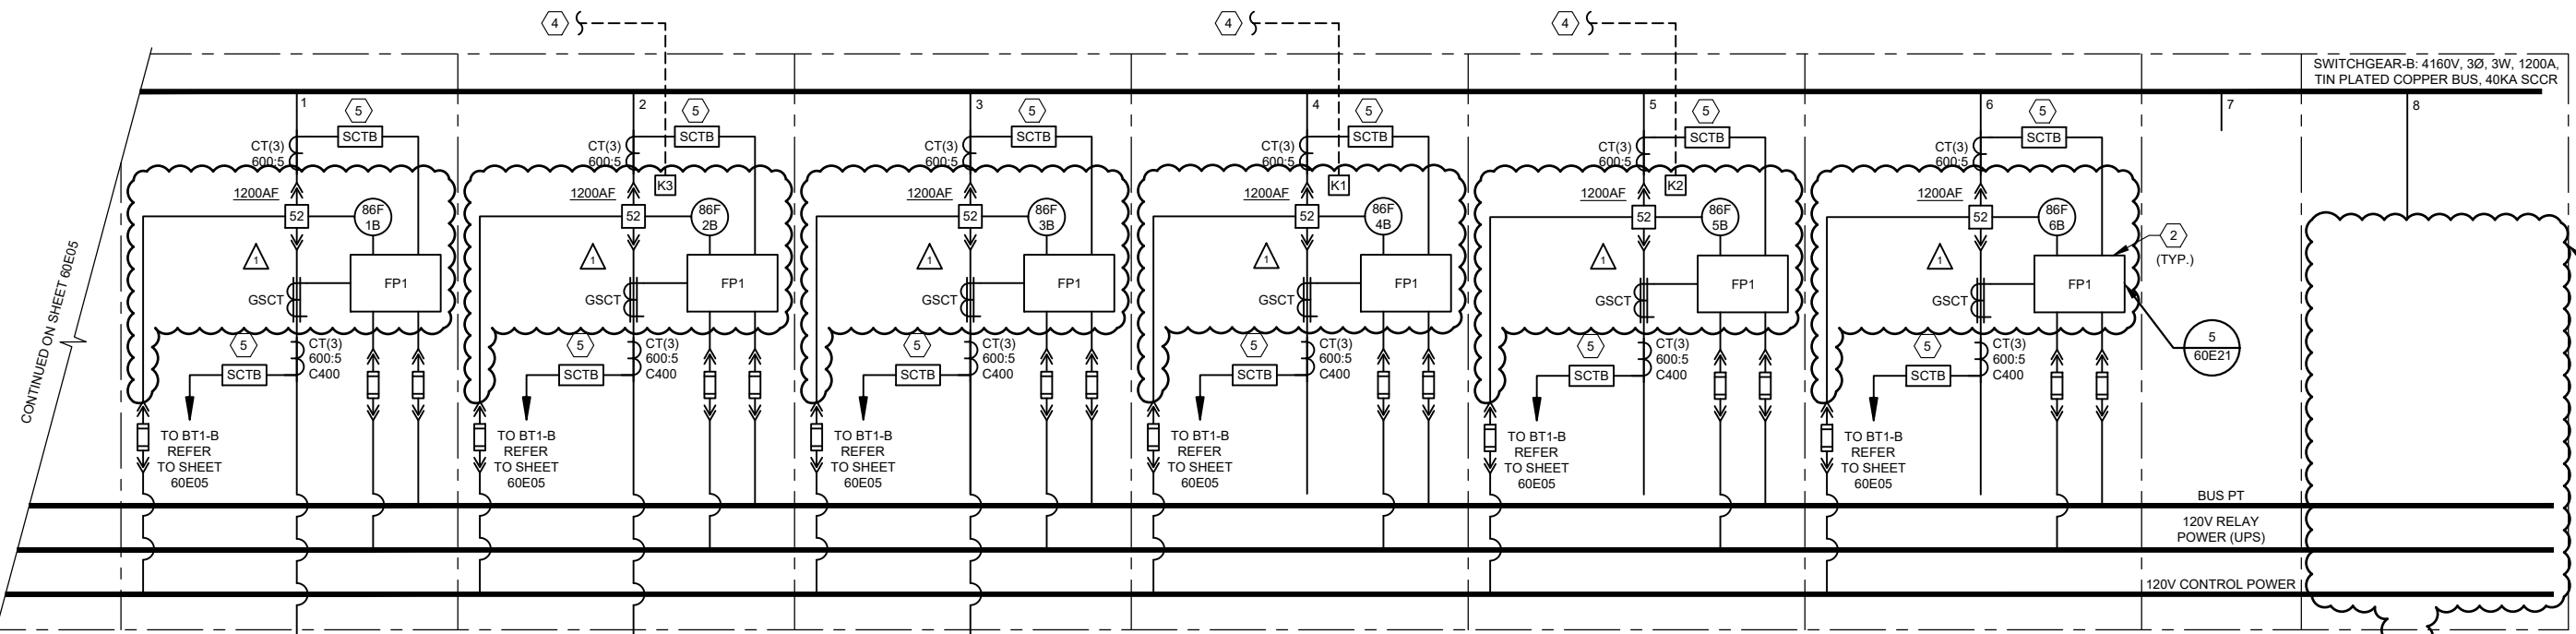 4
4
4
SWITCHGEAR-B: 4160V, 3Ø, 3W, 1200A,
TIN PLATED COPPER BUS, 40KA SCCR
CONTINUED ON SHEET 60E05
1
5
SCTB
CT(3)
600:5
1200AF
52
86F
1B
1
FP1
GSCT
5
CT(3)
600:5
C400
SCTB
TO BT1-B
REFER
TO SHEET
60E05
2
5
SCTB
CT(3)
600:5
K3
1200AF
52
86F
2B
1
FP1
GSCT
5
CT(3)
600:5
C400
SCTB
TO BT1-B
REFER
TO SHEET
60E05
3
5
SCTB
CT(3)
600:5
1200AF
52
86F
3B
1
FP1
GSCT
5
CT(3)
600:5
C400
SCTB
TO BT1-B
REFER
TO SHEET
60E05
4
5
SCTB
CT(3)
600:5
K1
1200AF
52
86F
4B
1
FP1
GSCT
5
CT(3)
600:5
C400
SCTB
TO BT1-B
REFER
TO SHEET
60E05
5
5
SCTB
CT(3)
600:5
K2
1200AF
52
86F
5B
1
FP1
GSCT
5
CT(3)
600:5
C400
SCTB
TO BT1-B
REFER
TO SHEET
60E05
6
5
SCTB
CT(3)
600:5
1200AF
52
86F
6B
1
FP1
GSCT
5
CT(3)
600:5
C400
SCTB
TO BT1-B
REFER
TO SHEET
60E05
7
8
2
(TYP.)
5
60E21
BUS PT
120V RELAY
POWER (UPS)
120V CONTROL POWER